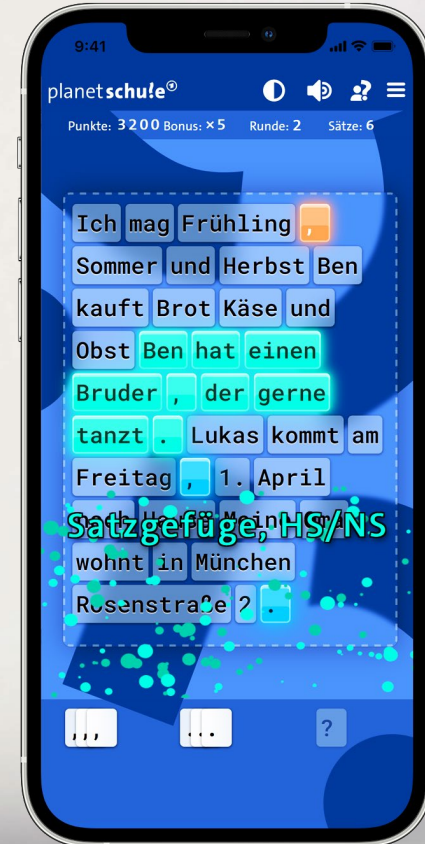 9:41
planet schule
Punkte: 3200 Bonus: ×5 Runde: 2 Sätze: 6
Ich mag Frühling ,
Sommer und Herbst Ben
kauft Brot Käse und
Obst Ben hat einen
Bruder , der gerne
tanzt . Lukas kommt am
Freitag , 1. April
Satzgefüge, HS/NS
wohnt in München
Rosenstraße 2 .
,,, ... ?